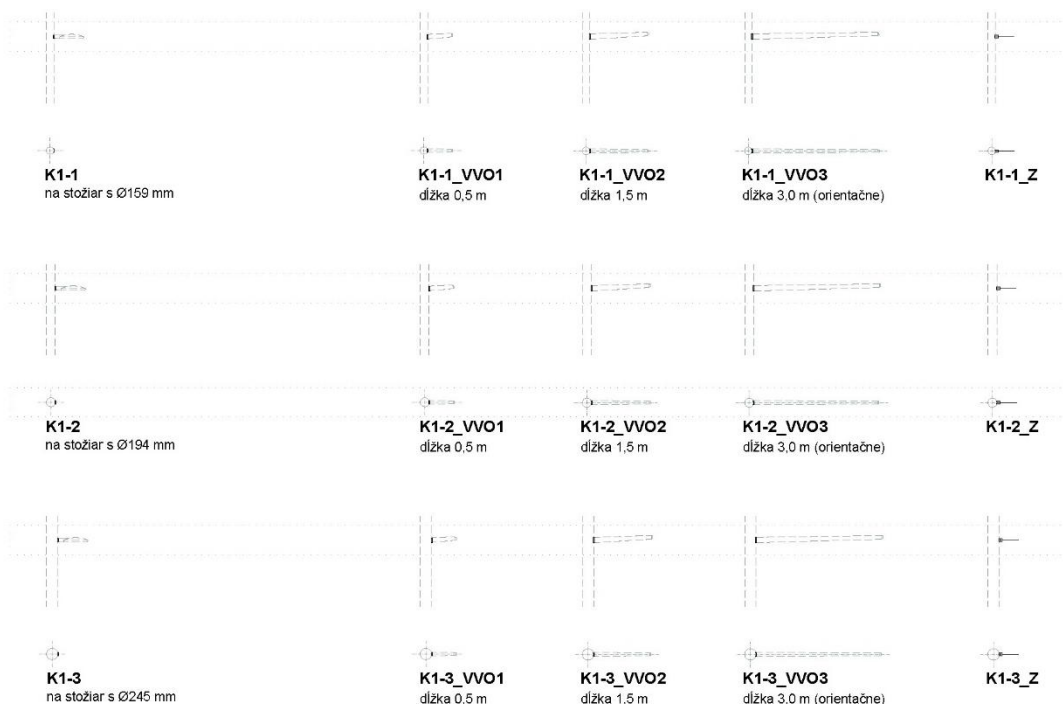 K1-1
na stožiar s Ø159 mm
K1-1_VVO1
dĺžka 0,5 m
K1-1_VVO2
dĺžka 1,5 m
K1-1_VVO3
dĺžka 3,0 m (orientačne)
K1-1_Z
K1-2
na stožiar s Ø194 mm
K1-2_VVO1
dĺžka 0,5 m
K1-2_VVO2
dĺžka 1,5 m
K1-2_VVO3
dĺžka 3,0 m (orientačne)
K1-2_Z
K1-3
na stožiar s Ø245 mm
K1-3_VVO1
dĺžka 0,5 m
K1-3_VVO2
dĺžka 1,5 m
K1-3_VVO3
dĺžka 3,0 m (orientačne)
K1-3_Z